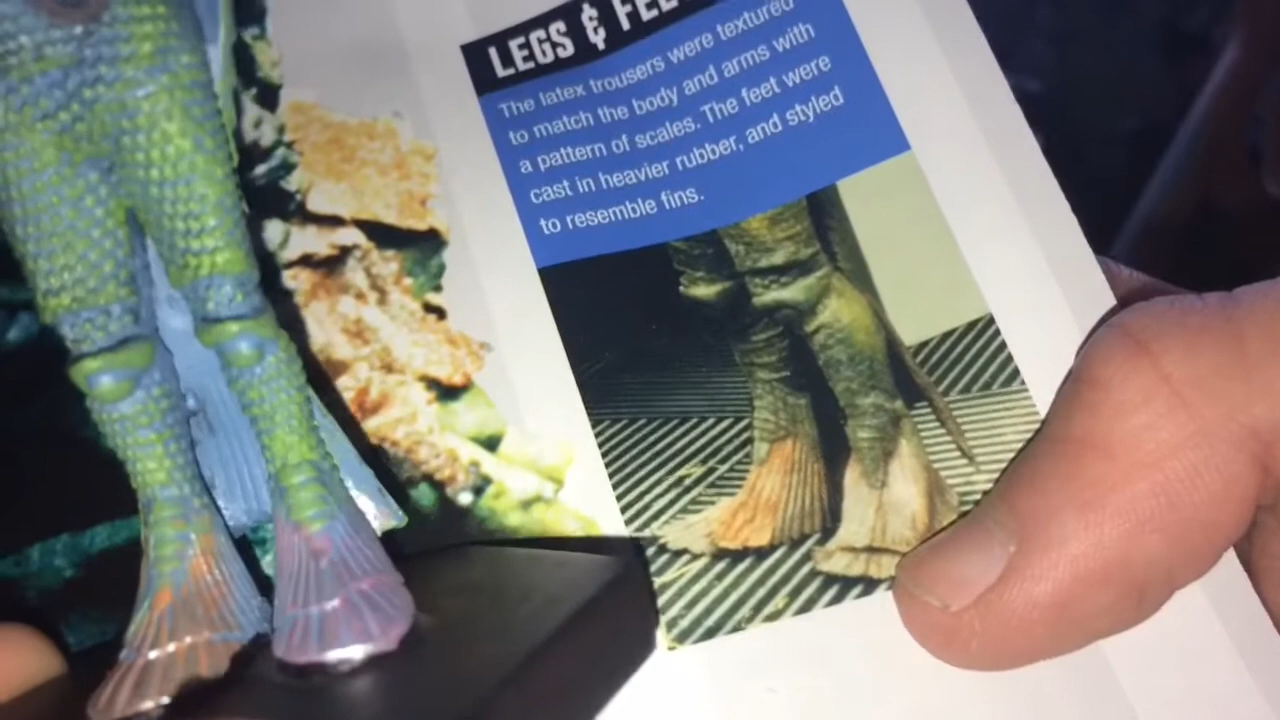 LEGS & FEET
The latex trousers were textured
to match the body and arms with
a pattern of scales. The feet were
cast in heavier rubber, and styled
to resemble fins.